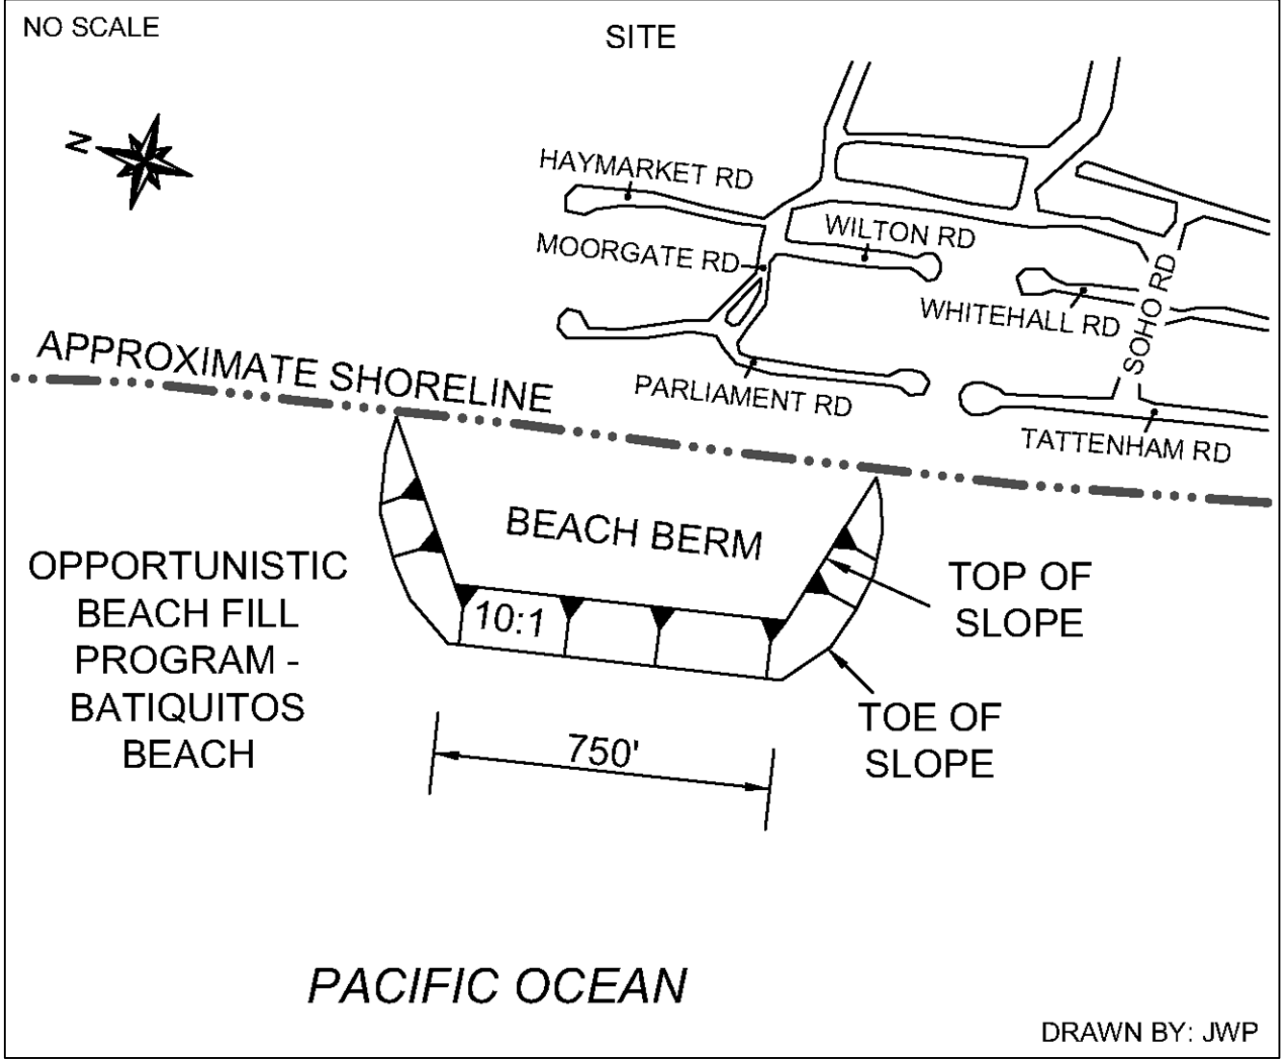 NO SCALE
SITE
N
HAYMARKET RD
WILTON RD
MOORGATE RD
WHITEHALL RD
SOHO RD
PARLIAMENT RD
TATTENHAM RD
APPROXIMATE SHORELINE
BEACH BERM
OPPORTUNISTIC
BEACH FILL
PROGRAM -
BATIQUITOS
BEACH
10:1
TOP OF
SLOPE
TOE OF
SLOPE
750'
PACIFIC OCEAN
DRAWN BY: JWP